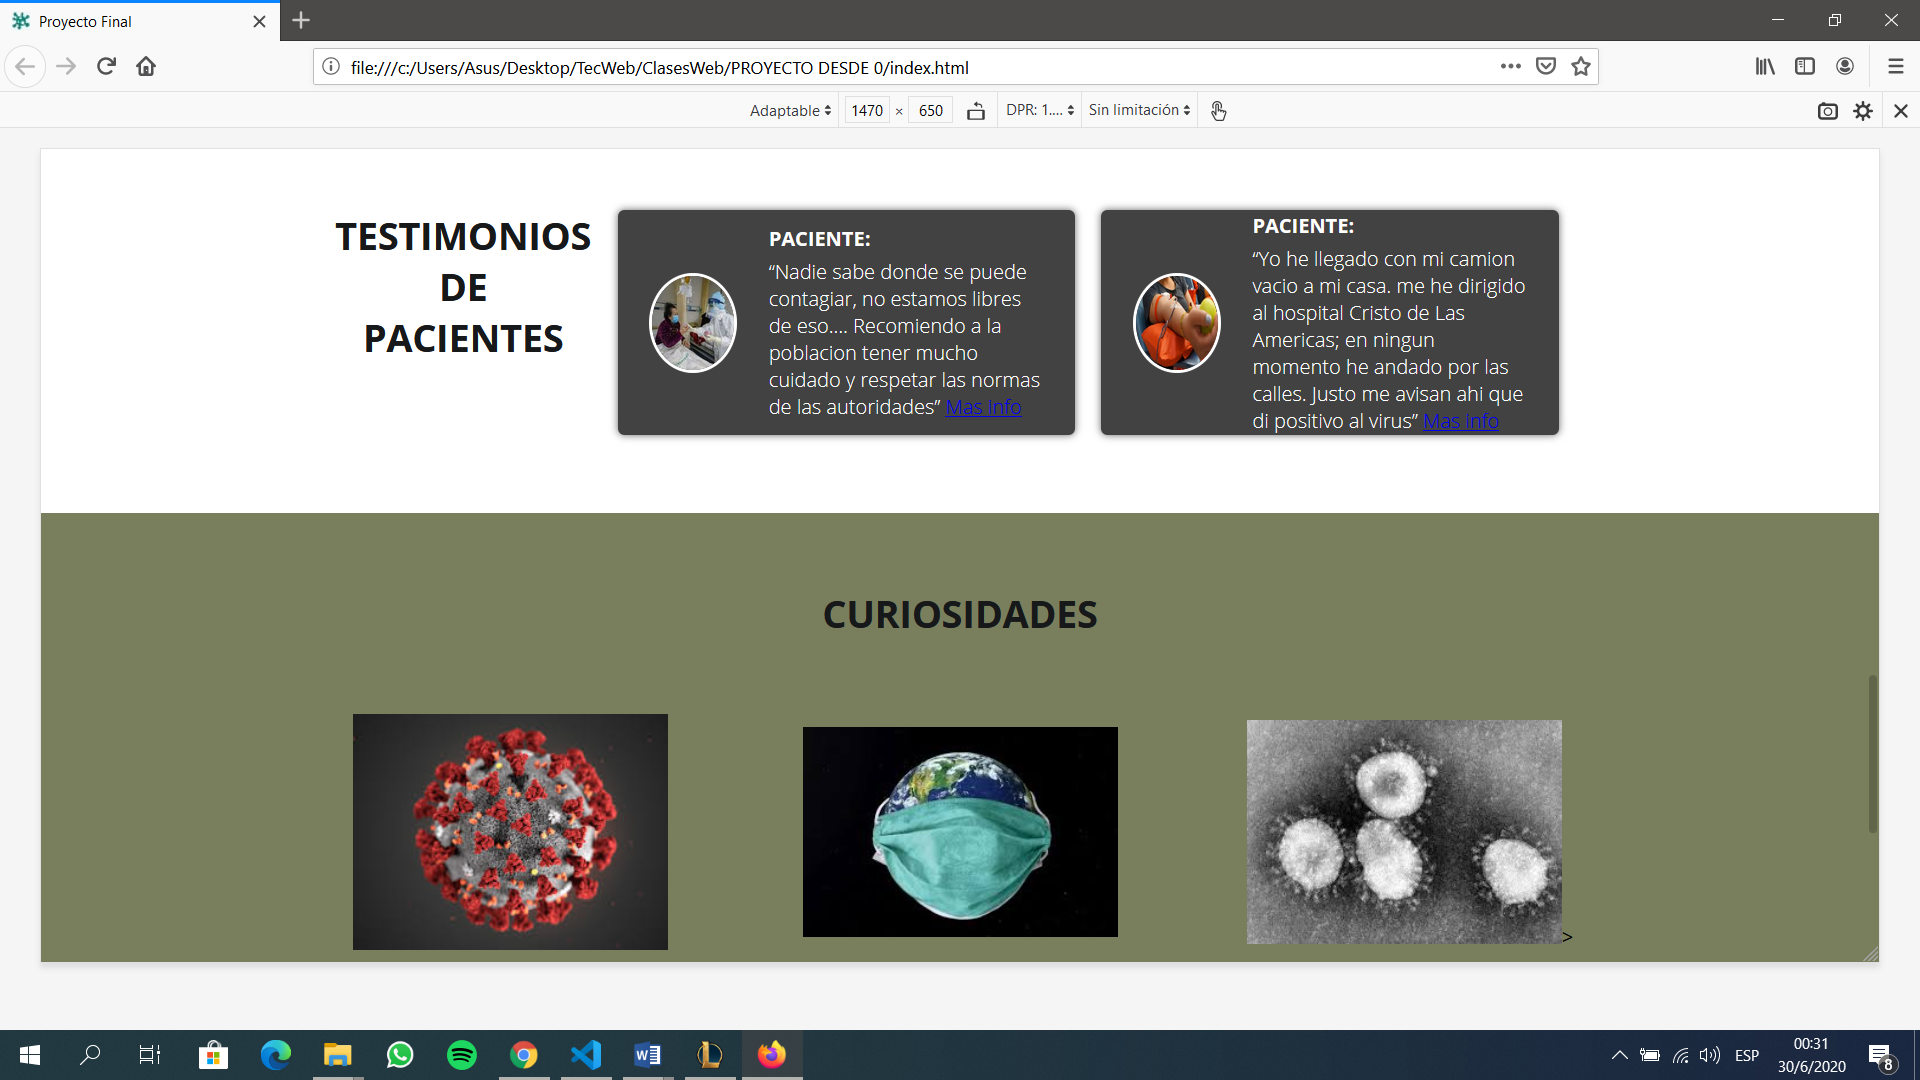 Proyecto Final
file:///c:/Users/Asus/Desktop/TecWeb/ClasesWeb/PROYECTO DESDE 0/index.html
Adaptable 1470 × 650 DPR: 1.... Sin limitación
TESTIMONIOS
DE
PACIENTES
PACIENTE:
“Nadie sabe donde se puede
contagiar, no estamos libres
de eso.... Recomiendo a la
poblacion tener mucho
cuidado y respetar las normas
de las autoridades” Mas info
PACIENTE:
“Yo he llegado con mi camion
vacio a mi casa. me he dirigido
al hospital Cristo de Las
Americas; en ningun
momento he andado por las
calles. Justo me avisan ahi que
di positivo al virus” Mas info
CURIOSIDADES
>
ESP
00:31
30/6/2020
8